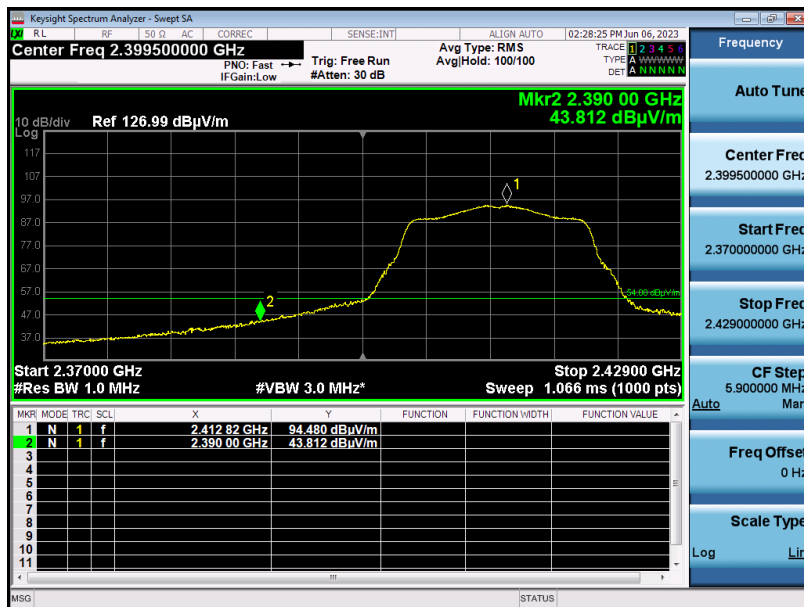 Keysight Spectrum Analyzer - Swept SA
LXI RL RF 50 Ω AC CORREC SENSE:INT ALIGN AUTO 02:28:25 PM Jun 06, 2023
Center Freq 2.399500000 GHz
PNO: Fast
IFGain:Low
Trig: Free Run
#Atten: 30 dB
Avg Type: RMS
Avg|Hold: 100/100
TRACE 1 2 3 4 5 6
TYPE A WWWWW
DET A N N N N N
Mkr2 2.390 00 GHz
43.812 dBµV/m
10 dB/div Ref 126.99 dBµV/m
Log
117
107
97.0
87.0
77.0
67.0
57.0
47.0
37.0
1
2
54.00 dBµV/m
Start 2.37000 GHz Stop 2.42900 GHz
#Res BW 1.0 MHz #VBW 3.0 MHz* Sweep 1.066 ms (1000 pts)
MKR MODE TRC SCL X Y FUNCTION FUNCTION WIDTH FUNCTION VALUE
1 N 1 f 2.412 82 GHz 94.480 dBµV/m
2 N 1 f 2.390 00 GHz 43.812 dBµV/m
3
4
5
6
7
8
9
10
11
MSG STATUS
Frequency
Auto Tune
Center Freq
2.399500000 GHz
Start Freq
2.370000000 GHz
Stop Freq
2.429000000 GHz
CF Step
5.900000 MHz
Auto Man
Freq Offset
0 Hz
Scale Type
Log Lin